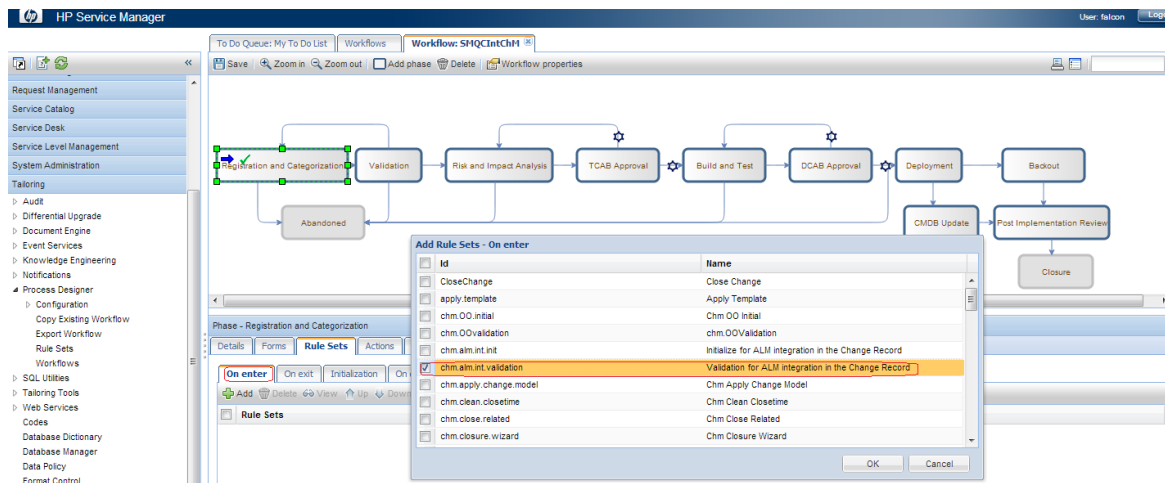 HP Service Manager
User: falcon
To Do Queue: My To Do List
Workflows
Workflow: SMQCIntChM
Save
Zoom in
Zoom out
Add phase
Delete
Workflow properties
Request Management
Service Catalog
Service Desk
Service Level Management
System Administration
Tailoring
Audit
Differential Upgrade
Document Engine
Event Services
Knowledge Engineering
Notifications
Process Designer
Configuration
Copy Existing Workflow
Export Workflow
Rule Sets
Workflows
SQL Utilities
Tailoring Tools
Web Services
Codes
Database Dictionary
Database Manager
Data Policy
Format Control
Registration and Categorization
Validation
Risk and Impact Analysis
TCAB Approval
Build and Test
DCAB Approval
Deployment
Backout
Abandoned
CMDB Update
Post Implementation Review
Closure
Phase - Registration and Categorization
Details
Forms
Rule Sets
Actions
On enter
On exit
Initialization
On
Add
Delete
View
Up
Down
Rule Sets
Add Rule Sets - On enter
Id Name
CloseChange Close Change
apply.template Apply Template
chm.OO.initial Chm OO Initial
chm.OOvalidation chm.OOValidation
chm.alm.int.init Initialize for ALM integration in the Change Record
chm.alm.int.validation Validation for ALM integration in the Change Record
chm.apply.change.model Chm Apply Change Model
chm.clean.closetime Chm Clean Closetime
chm.close.related Chm Close Related
chm.closure.wizard Chm Closure Wizard
OK
Cancel